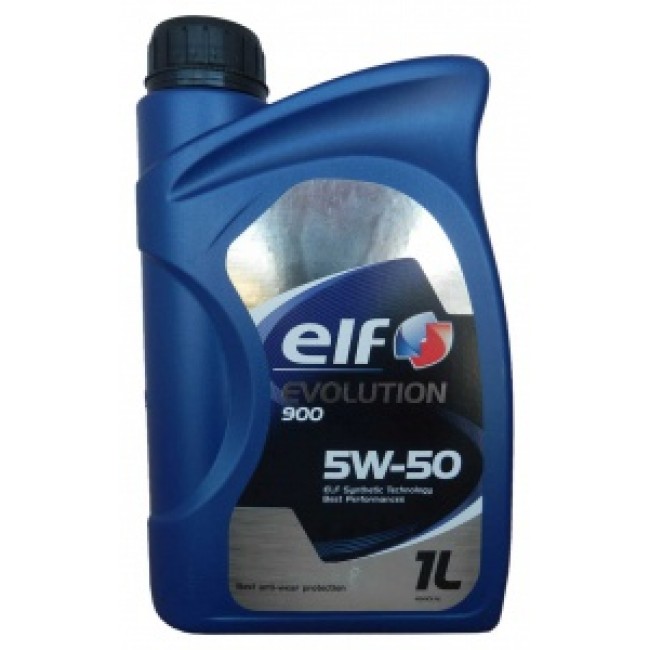 elf
EVOLUTION
900
5W-50
ELF Synthetic Technology
Best Performances
Best anti-wear protection
1L